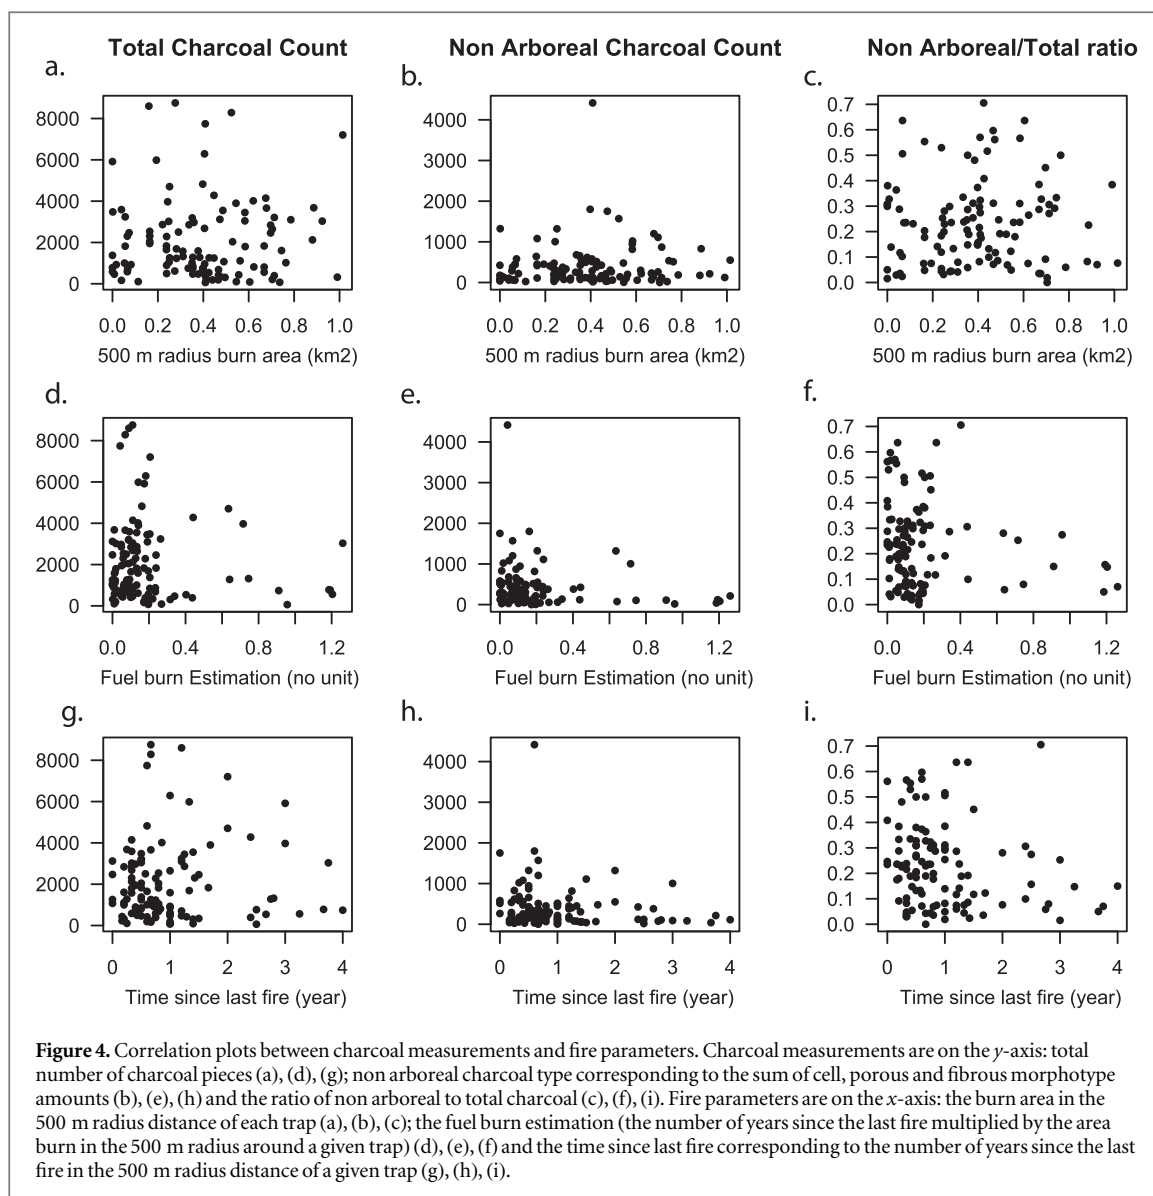 Total Charcoal Count
Non Arboreal Charcoal Count
Non Arboreal/Total ratio
a.
8000
6000
4000
2000
0
0.0 0.2 0.4 0.6 0.8 1.0
500 m radius burn area (km2)
b.
4000
3000
2000
1000
0
0.0 0.2 0.4 0.6 0.8 1.0
500 m radius burn area (km2)
c.
0.7
0.6
0.5
0.4
0.3
0.2
0.1
0.0
0.0 0.2 0.4 0.6 0.8 1.0
500 m radius burn area (km2)
d.
8000
6000
4000
2000
0
0.0 0.4 0.8 1.2
Fuel burn Estimation (no unit)
e.
4000
3000
2000
1000
0
0.0 0.4 0.8 1.2
Fuel burn Estimation (no unit)
f.
0.7
0.6
0.5
0.4
0.3
0.2
0.1
0.0
0.0 0.4 0.8 1.2
Fuel burn Estimation (no unit)
g.
8000
6000
4000
2000
0
0 1 2 3 4
Time since last fire (year)
h.
4000
3000
2000
1000
0
0 1 2 3 4
Time since last fire (year)
i.
0.7
0.6
0.5
0.4
0.3
0.2
0.1
0.0
0 1 2 3 4
Time since last fire (year)
Figure 4. Correlation plots between charcoal measurements and fire parameters. Charcoal measurements are on the y-axis: total
number of charcoal pieces (a), (d), (g); non arboreal charcoal type corresponding to the sum of cell, porous and fibrous morphotype
amounts (b), (e), (h) and the ratio of non arboreal to total charcoal (c), (f), (i). Fire parameters are on the x-axis: the burn area in the
500 m radius distance of each trap (a), (b), (c); the fuel burn estimation (the number of years since the last fire multiplied by the area
burn in the 500 m radius around a given trap) (d), (e), (f) and the time since last fire corresponding to the number of years since the last
fire in the 500 m radius distance of a given trap (g), (h), (i).